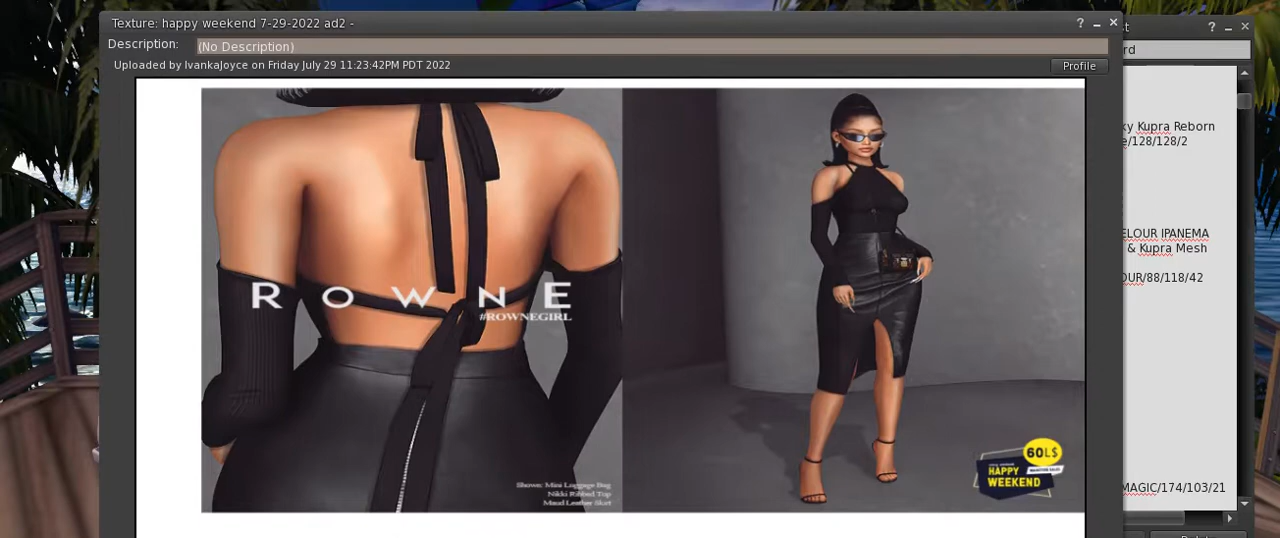 Texture: happy weekend 7-29-2022 ad2 -
Description:
(No Description)
Uploaded by IvankaJoyce on Friday July 29 11:23:42PM PDT 2022
Profile
ROWNE
#ROWNEGIRL
Shows: Mini Luggage Bag
Nikki Ribbed Top
Maud Leather Skirt
60L$
HAPPY
WEEKEND
st
rd
ky Kupra Reborn
e/128/128/2
ELOUR IPANEMA
& Kupra Mesh
OUR/88/118/42
MAGIC/174/103/21